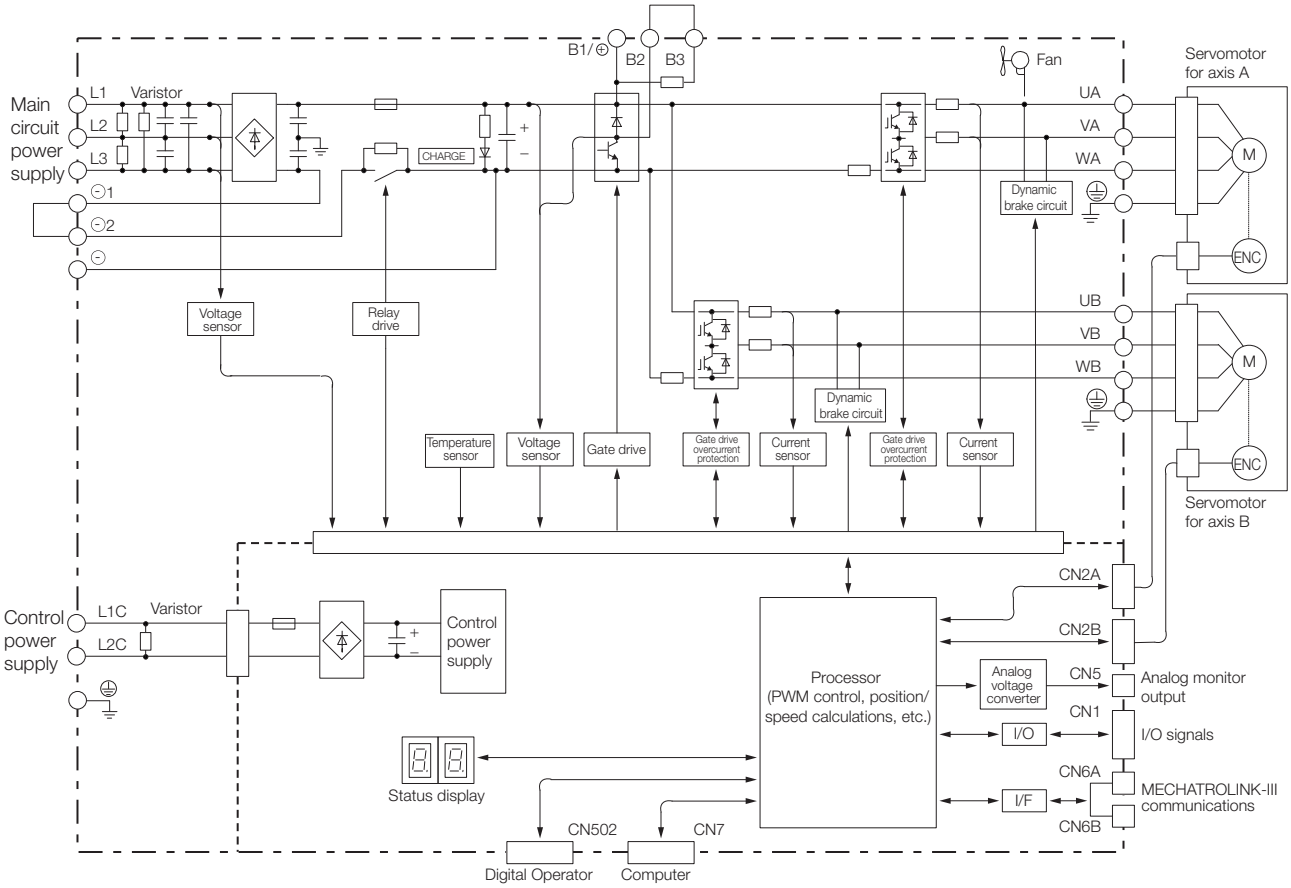 B1/⊕
B2
B3
Fan
Servomotor
for axis A
Main
circuit
power
supply
L1
Varistor
L2
L3
⊖1
⊖2
⊖
CHARGE
+
–
UA
VA
WA
M
ENC
Dynamic
brake circuit
Voltage
sensor
Relay
drive
UB
VB
WB
M
ENC
Dynamic
brake circuit
Temperature
sensor
Voltage
sensor
Gate drive
Gate drive
overcurrent
protection
Current
sensor
Gate drive
overcurrent
protection
Current
sensor
Servomotor
for axis B
Control
power
supply
L1C
Varistor
L2C
+
–
Control
power
supply
Processor
(PWM control, position/
speed calculations, etc.)
CN2A
CN2B
Analog
voltage
converter
CN5
Analog monitor
output
CN1
I/O
I/O signals
CN6A
I/F
MECHATROLINK-III
communications
CN6B
8.
8.
Status display
CN502
CN7
Digital Operator
Computer